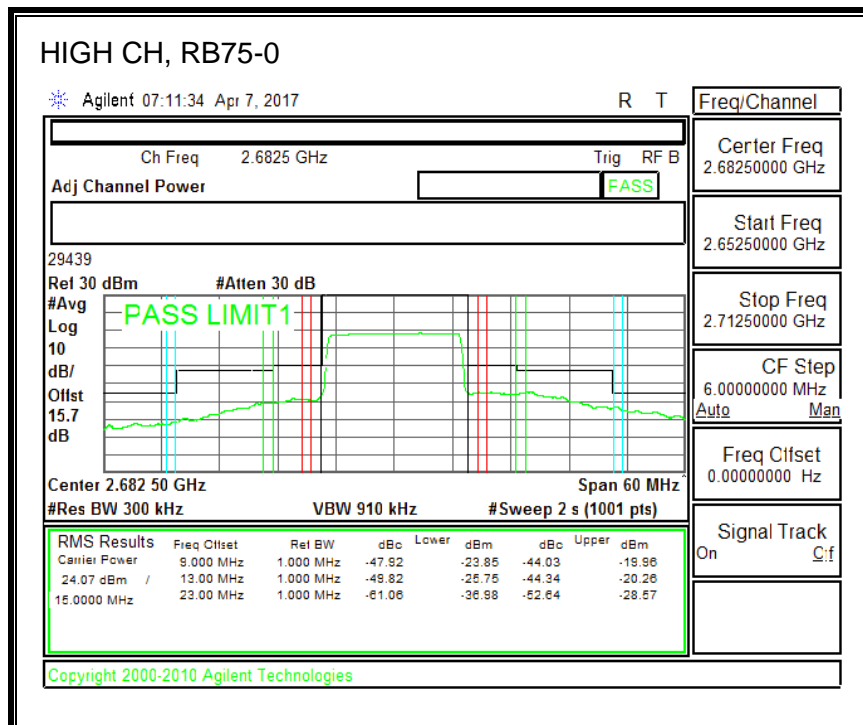 HIGH CH, RB75-0
Agilent 07:11:34 Apr 7, 2017 R T
Freq/Channel
Ch Freq 2.6825 GHz Trig RF B
Adj Channel Power PASS
Center Freq
2.68250000 GHz
Start Freq
2.65250000 GHz
29439
Ref 30 dBm #Atten 30 dB
#Avg
Log
10
dB/
Offst
15.7
dB
PASS LIMIT1
Stop Freq
2.71250000 GHz
CF Step
6.00000000 MHz
Auto Man
Freq Offset
0.00000000 Hz
Center 2.682 50 GHz Span 60 MHz
#Res BW 300 kHz VBW 910 kHz #Sweep 2 s (1001 pts)
Signal Track
On Off
RMS Results Freq Offset Ref BW dBc Lower dBm dBc Upper dBm
Carrier Power 9.000 MHz 1.000 MHz -47.92 -23.85 -44.03 -19.96
24.07 dBm / 13.00 MHz 1.000 MHz -49.82 -25.75 -44.34 -20.26
15.0000 MHz 23.00 MHz 1.000 MHz -61.06 -36.98 -52.64 -28.57
Copyright 2000-2010 Agilent Technologies